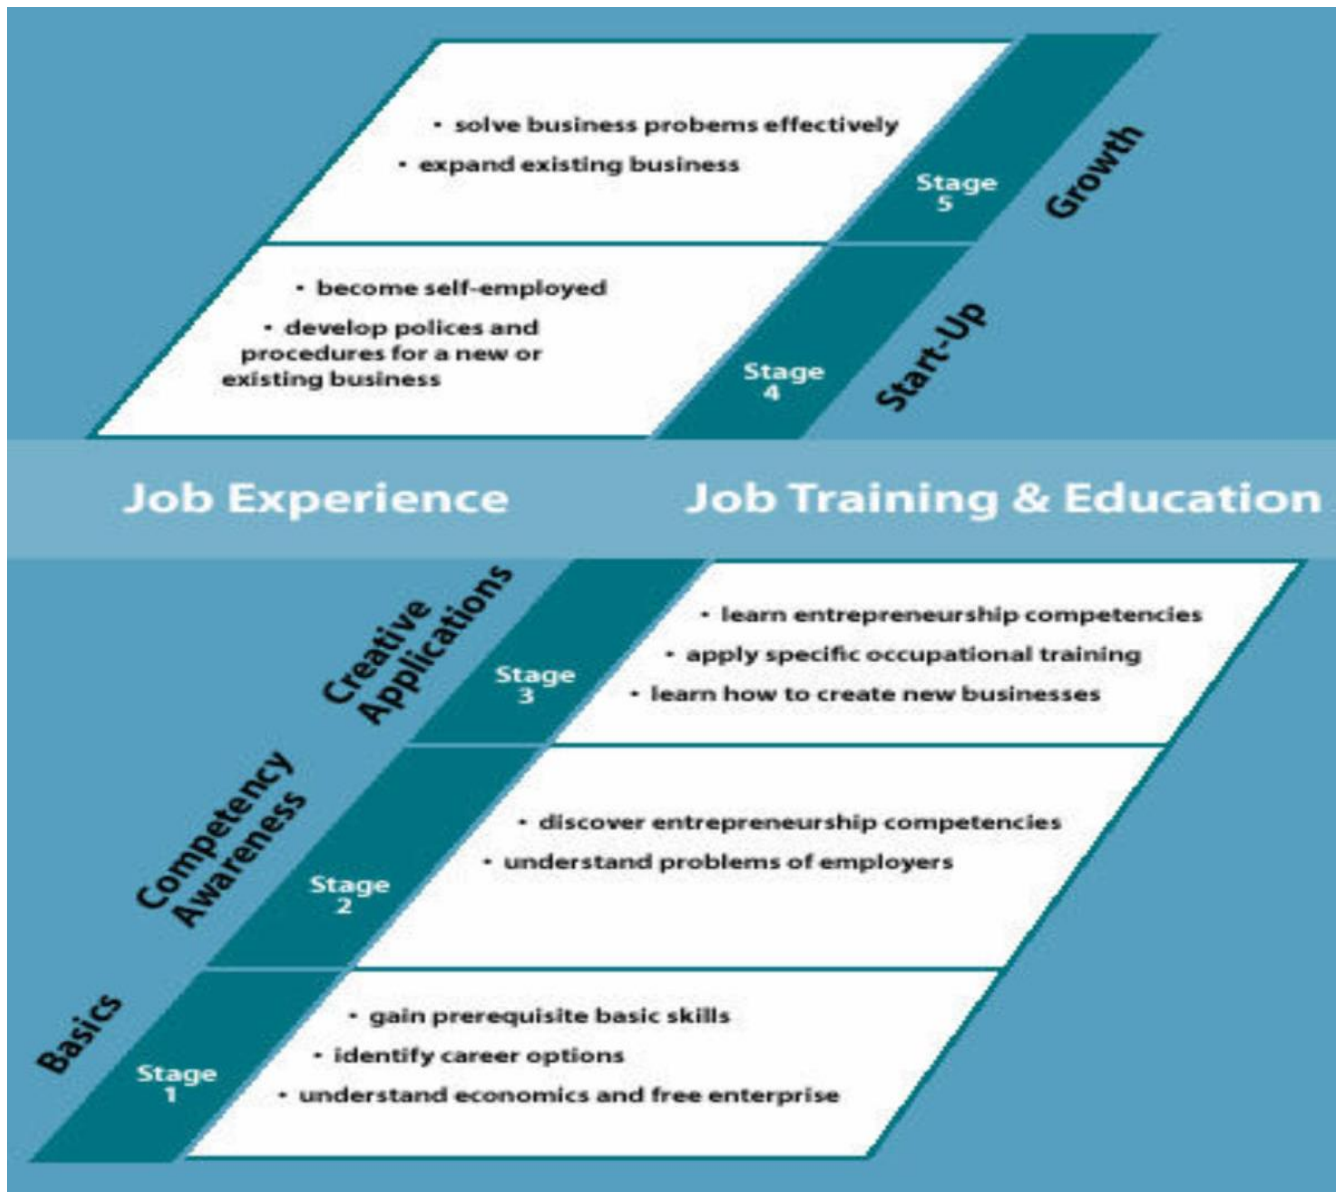 • solve business probems effectively
• expand existing business
Stage
5
Growth
• become self-employed
• develop polices and
procedures for a new or
existing business
Stage
4
Start-Up
Job Experience
Job Training & Education
Creative
Applications
Stage
3
• learn entrepreneurship competencies
• apply specific occupational training
• learn how to create new businesses
Competency
Awareness
Stage
2
• discover entrepreneurship competencies
• understand problems of employers
Basics
Stage
1
• gain prerequisite basic skills
• identify career options
• understand economics and free enterprise